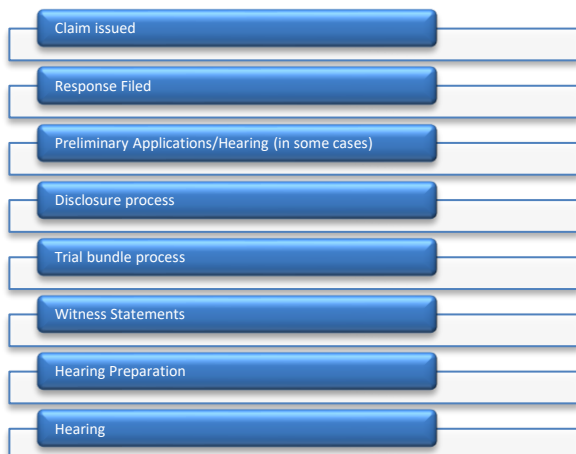 Claim issued
Response Filed
Preliminary Applications/Hearing (in some cases)
Disclosure process
Trial bundle process
Witness Statements
Hearing Preparation
Hearing